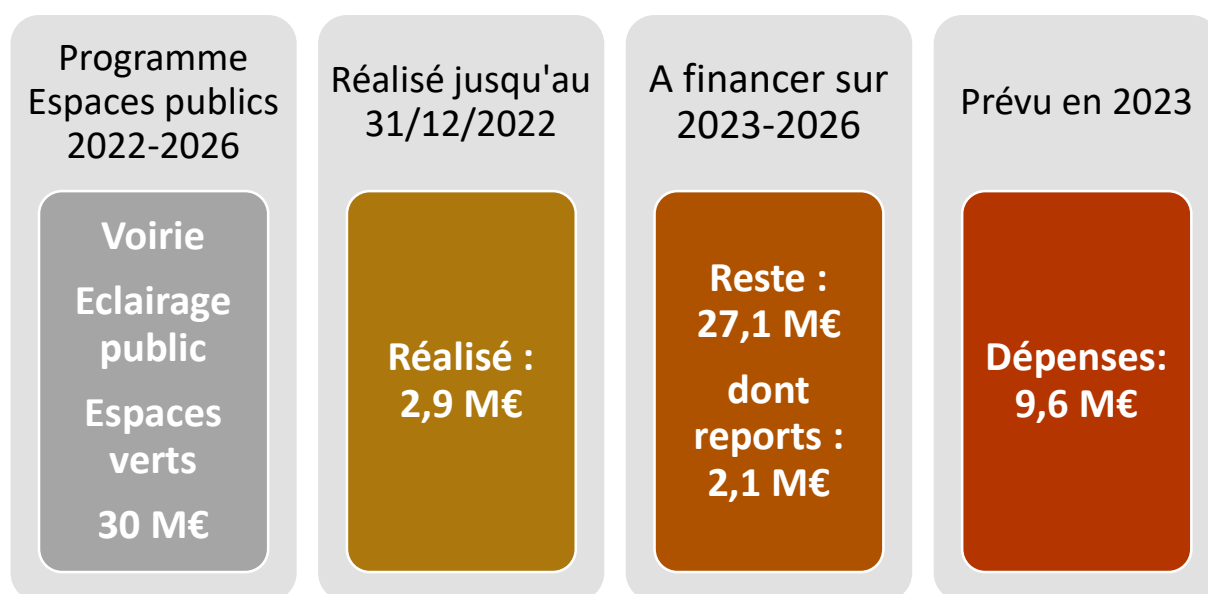 Programme
Espaces publics
2022-2026
Voirie
Eclairage
public
Espaces
verts
30 M€
Réalisé jusqu'au
31/12/2022
Réalisé :
2,9 M€
A financer sur
2023-2026
Reste :
27,1 M€
dont
reports :
2,1 M€
Prévu en 2023
Dépenses:
9,6 M€